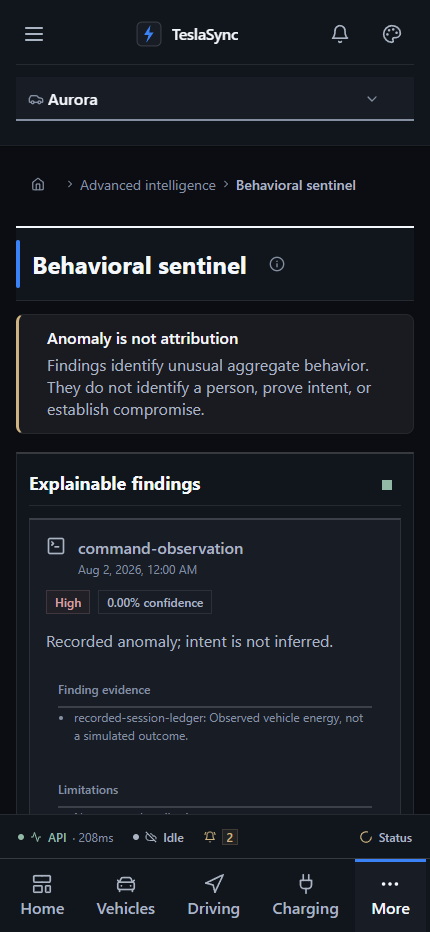 TeslaSync
Aurora
Advanced intelligence
Behavioral sentinel
Behavioral sentinel
Anomaly is not attribution
Findings identify unusual aggregate behavior.
They do not identify a person, prove intent, or
establish compromise.
Explainable findings
command-observation
Aug 2, 2026, 12:00 AM
High
0.00% confidence
Recorded anomaly; intent is not inferred.
Finding evidence
• recorded-session-ledger: Observed vehicle energy, not
a simulated outcome.
Limitations
API · 208ms
Idle
2
Status
Home
Vehicles
Driving
Charging
More